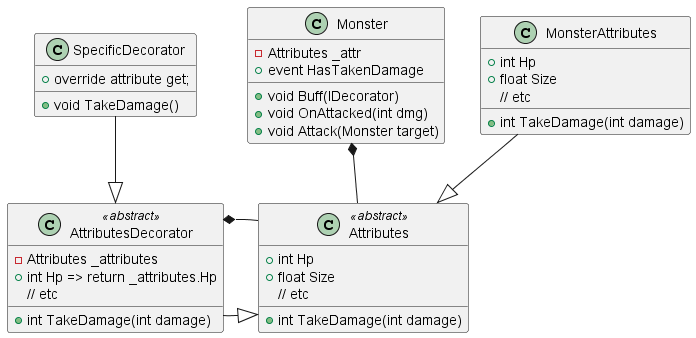 C SpecificDecorator
override attribute get;
void TakeDamage()
C Monster
Attributes _attr
event HasTakenDamage
void Buff(IDecorator)
void OnAttacked(int dmg)
void Attack(Monster target)
C MonsterAttributes
int Hp
float Size
// etc
int TakeDamage(int damage)
C «abstract»
AttributesDecorator
Attributes _attributes
int Hp => return _attributes.Hp
// etc
int TakeDamage(int damage)
C «abstract»
Attributes
int Hp
float Size
// etc
int TakeDamage(int damage)